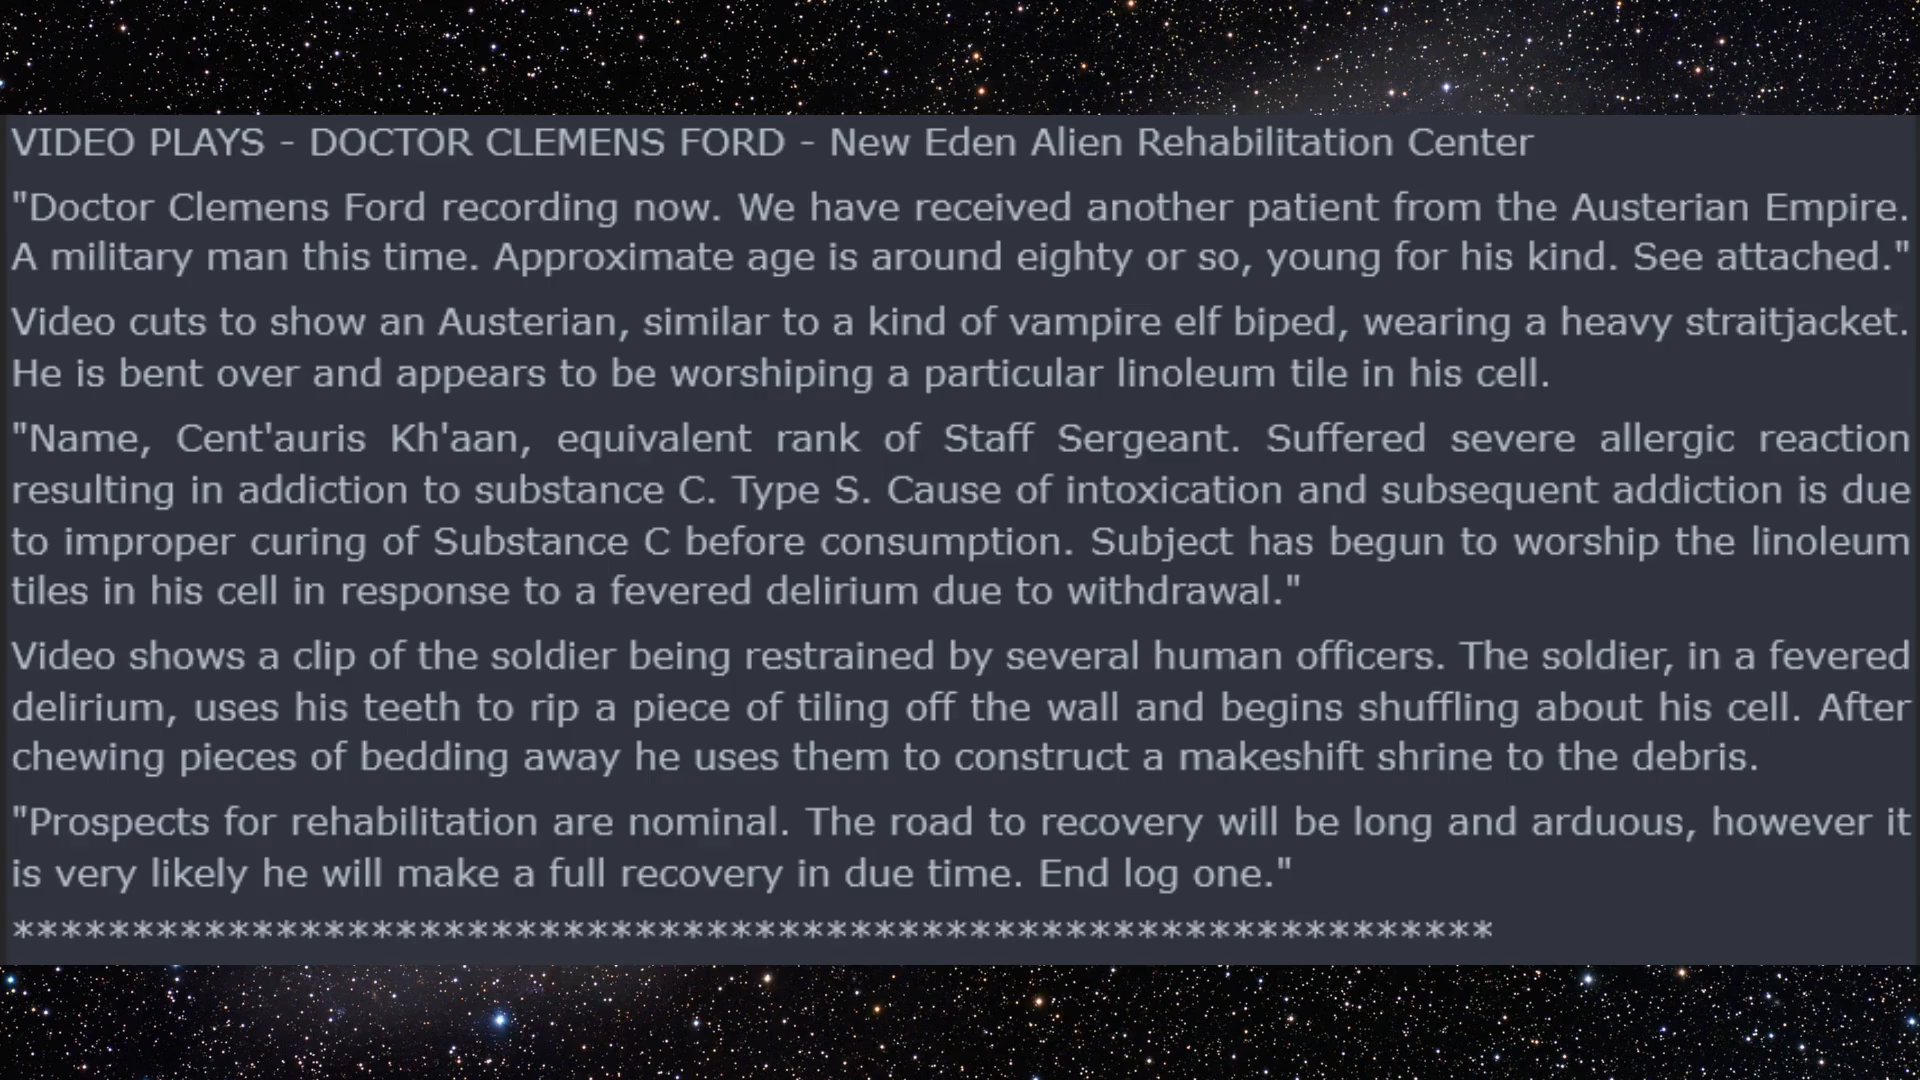 VIDEO PLAYS - DOCTOR CLEMENS FORD - New Eden Alien Rehabilitation Center
"Doctor Clemens Ford recording now. We have received another patient from the Austerian Empire.
A military man this time. Approximate age is around eighty or so, young for his kind. See attached."
Video cuts to show an Austerian, similar to a kind of vampire elf biped, wearing a heavy straitjacket.
He is bent over and appears to be worshiping a particular linoleum tile in his cell.
"Name, Cent'auris Kh'aan, equivalent rank of Staff Sergeant. Suffered severe allergic reaction
resulting in addiction to substance C. Type S. Cause of intoxication and subsequent addiction is due
to improper curing of Substance C before consumption. Subject has begun to worship the linoleum
tiles in his cell in response to a fevered delirium due to withdrawal."
Video shows a clip of the soldier being restrained by several human officers. The soldier, in a fevered
delirium, uses his teeth to rip a piece of tiling off the wall and begins shuffling about his cell. After
chewing pieces of bedding away he uses them to construct a makeshift shrine to the debris.
"Prospects for rehabilitation are nominal. The road to recovery will be long and arduous, however it
is very likely he will make a full recovery in due time. End log one."
**************************************************************